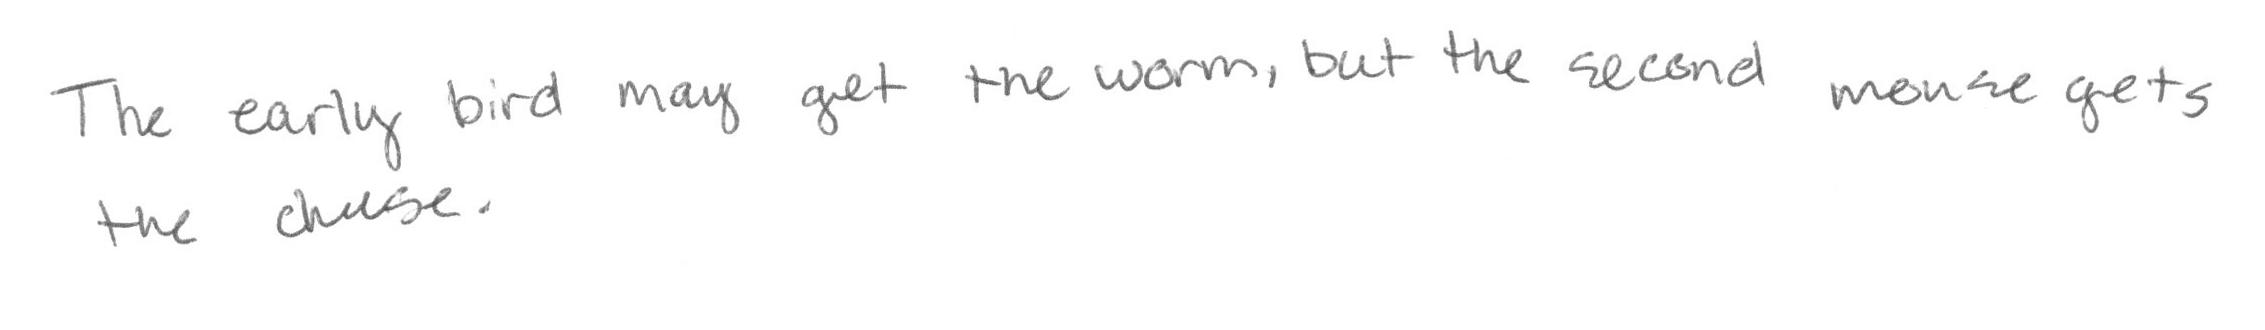 The early bird may get the worm, but the second mouse gets
the cheese.